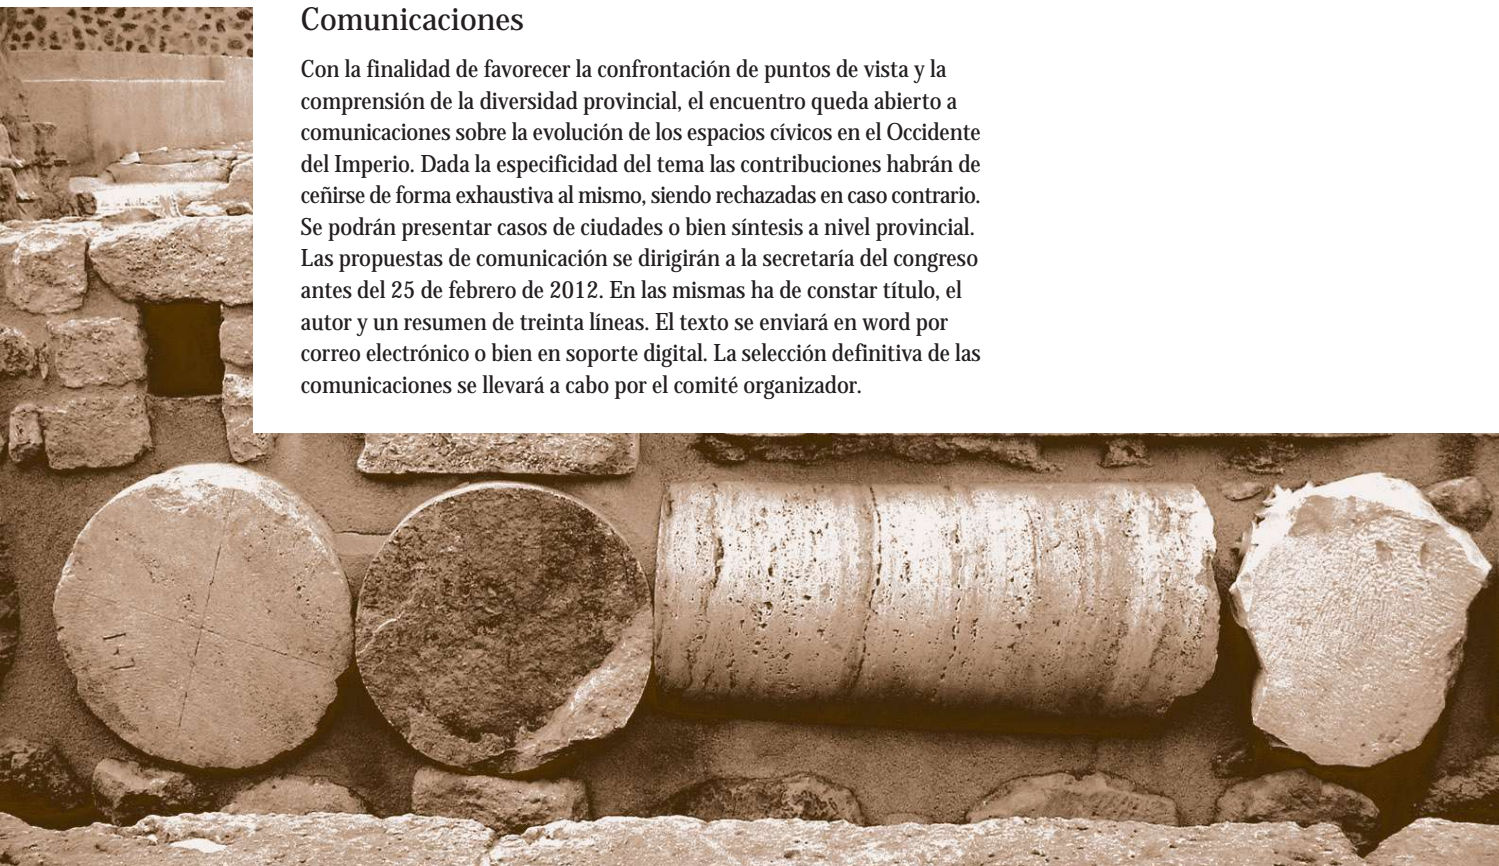 Comunicaciones
Con la finalidad de favorecer la confrontación de puntos de vista y la
comprensión de la diversidad provincial, el encuentro queda abierto a
comunicaciones sobre la evolución de los espacios cívicos en el Occidente
del Imperio. Dada la especificidad del tema las contribuciones habrán de
ceñirse de forma exhaustiva al mismo, siendo rechazadas en caso contrario.
Se podrán presentar casos de ciudades o bien síntesis a nivel provincial.
Las propuestas de comunicación se dirigirán a la secretaría del congreso
antes del 25 de febrero de 2012. En las mismas ha de constar título, el
autor y un resumen de treinta líneas. El texto se enviará en word por
correo electrónico o bien en soporte digital. La selección definitiva de las
comunicaciones se llevará a cabo por el comité organizador.